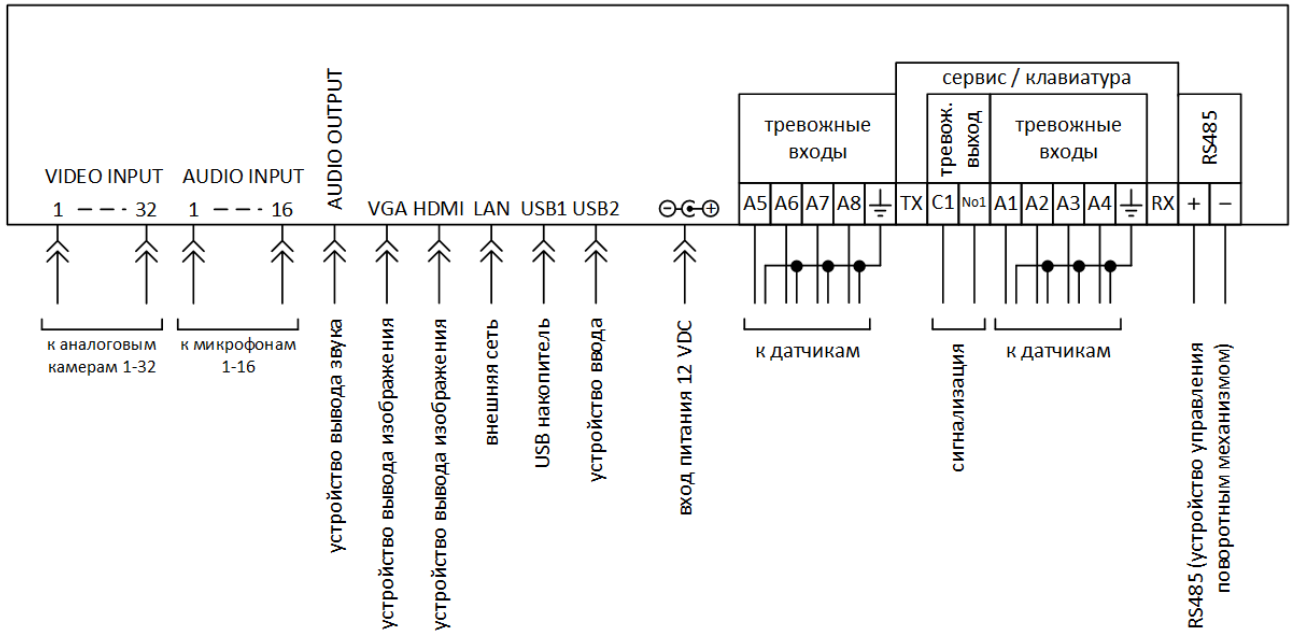 сервис / клавиатура
тревожные
входы
тревож.
выход
тревожные
входы
RS485
AUDIO OUTPUT
VIDEO INPUT
AUDIO INPUT
1 --- 32
1 --- 16
VGA HDMI LAN USB1 USB2
A5 A6 A7 A8 TX C1 No1 A1 A2 A3 A4 RX + −
к аналоговым
камерам 1-32
к микрофонам
1-16
устройство вывода звука
устройство вывода изображения
устройство вывода изображения
внешняя сеть
USB накопитель
устройство ввода
вход питания 12 VDC
к датчикам
сигнализация
к датчикам
RS485 (устройство управления
поворотным механизмом)